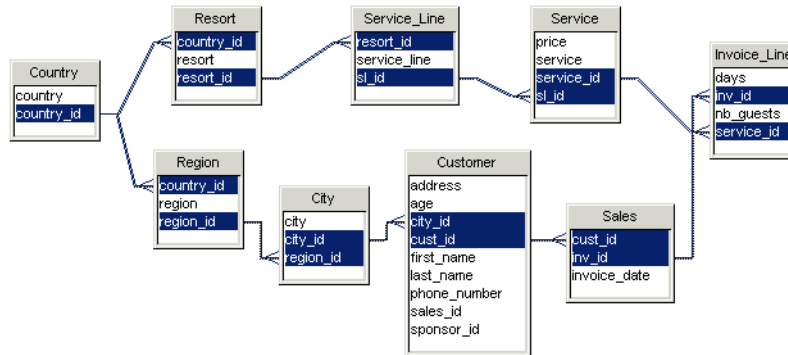 Resort
country_id
resort
resort_id
Service_Line
resort_id
service_line
sl_id
Service
price
service
service_id
sl_id
Invoice_Line
days
inv_id
nb_guests
service_id
Country
country
country_id
Region
country_id
region
region_id
City
city
city_id
region_id
Customer
address
age
city_id
cust_id
first_name
last_name
phone_number
sales_id
sponsor_id
Sales
cust_id
inv_id
invoice_date